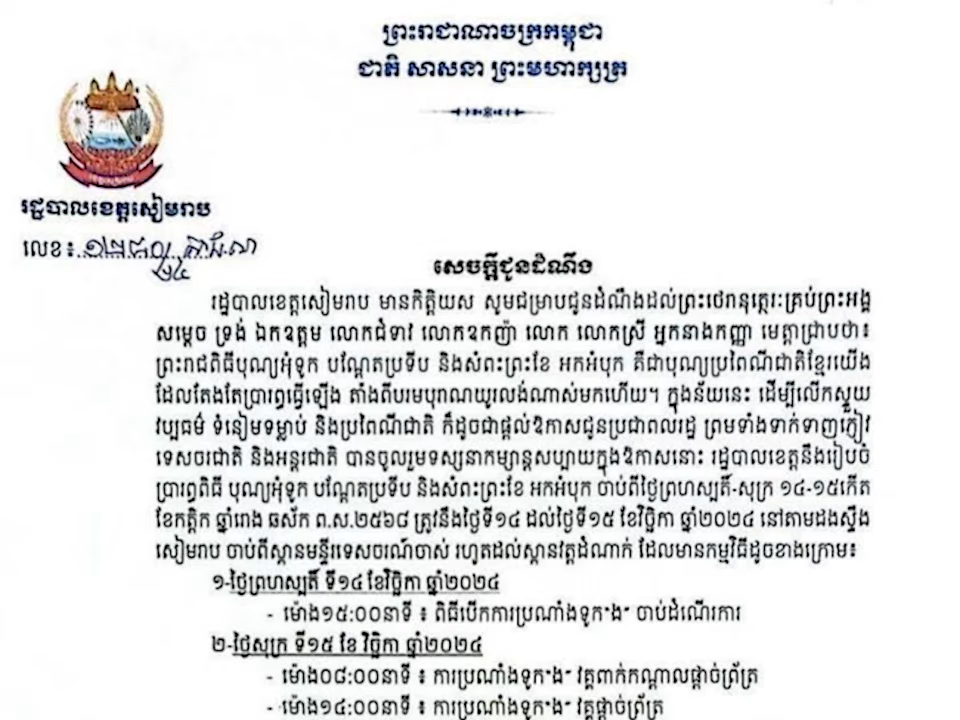 ព្រះរាជាណាចក្រកម្ពុជា
ជាតិ សាសនា ព្រះមហាក្សត្រ
រដ្ឋបាលខេត្តសៀមរាប
លេខ៖
សេចក្តីជូនដំណឹង
រដ្ឋបាលខេត្តសៀមរាប មានកិត្តិយស សូមជម្រាបជូនដំណឹងដល់ព្រះថេរានុត្ថេរៈគ្រប់ព្រះអង្គ
សម្តេច ទ្រង់ ឯកឧត្តម លោកជំទាវ លោកឧកញ៉ា លោក លោកស្រី អ្នកនាងកញ្ញា មេត្តាជ្រាបថា៖
ព្រះរាជពិធីបុណ្យអុំទូក បណ្តែតប្រទីប និងសំពះព្រះខែ អកអំបុក គឺជាបុណ្យប្រពៃណីជាតិខ្មែរយើង
ដែលតែងតែប្រារព្ធធ្វើឡើង តាំងពីបរមបុរាណយូរលង់ណាស់មកហើយ។ ក្នុងន័យនេះ ដើម្បីលើកស្ទួយ
វប្បធម៌ ទំនៀមទម្លាប់ និងប្រពៃណីជាតិ ក៏ដូចជាផ្តល់ឱកាសជូនប្រជាពលរដ្ឋ ព្រមទាំងទាក់ទាញភ្ញៀវ
ទេសចរជាតិ និងអន្តរជាតិ បានចូលរួមទស្សនាកម្សាន្តសប្បាយក្នុងឱកាសនោះ រដ្ឋបាលខេត្តនឹងរៀបចំ
ប្រារព្ធពិធី បុណ្យអុំទូក បណ្តែតប្រទីប និងសំពះព្រះខែ អកអំបុក ចាប់ពីថ្ងៃព្រហស្បតិ៍-សុក្រ ១៤-១៥កើត
ខែកត្តិក ឆ្នាំរោង ឆស័ក ព.ស.២៥៦៨ ត្រូវនឹងថ្ងៃទី១៤ ដល់ថ្ងៃទី១៥ ខែវិច្ឆិកា ឆ្នាំ២០២៤ នៅតាមដងស្ទឹង
សៀមរាប ចាប់ពីស្ពានមន្ទីរទេសចរណ៍ចាស់ រហូតដល់ស្ពានវត្តដំណាក់ ដែលមានកម្មវិធីដូចខាងក្រោម៖
១-ថ្ងៃព្រហស្បតិ៍ ទី១៤ ខែវិច្ឆិកា ឆ្នាំ២០២៤
- ម៉ោង១៥:០០នាទី ៖ ពិធីបើកការប្រណាំងទូក"ង" ចាប់ដំណើរការ
២-ថ្ងៃសុក្រ ទី១៥ ខែ វិច្ឆិកា ឆ្នាំ២០២៤
- ម៉ោង០៨:០០នាទី ៖ ការប្រណាំងទូក"ង" វគ្គពាក់កណ្តាលផ្តាច់ព្រ័ត្រ
- ម៉ោង១៤:០០នាទី ៖ ការប្រណាំងទូក"ង" វគ្គផ្តាច់ព្រ័ត្រ